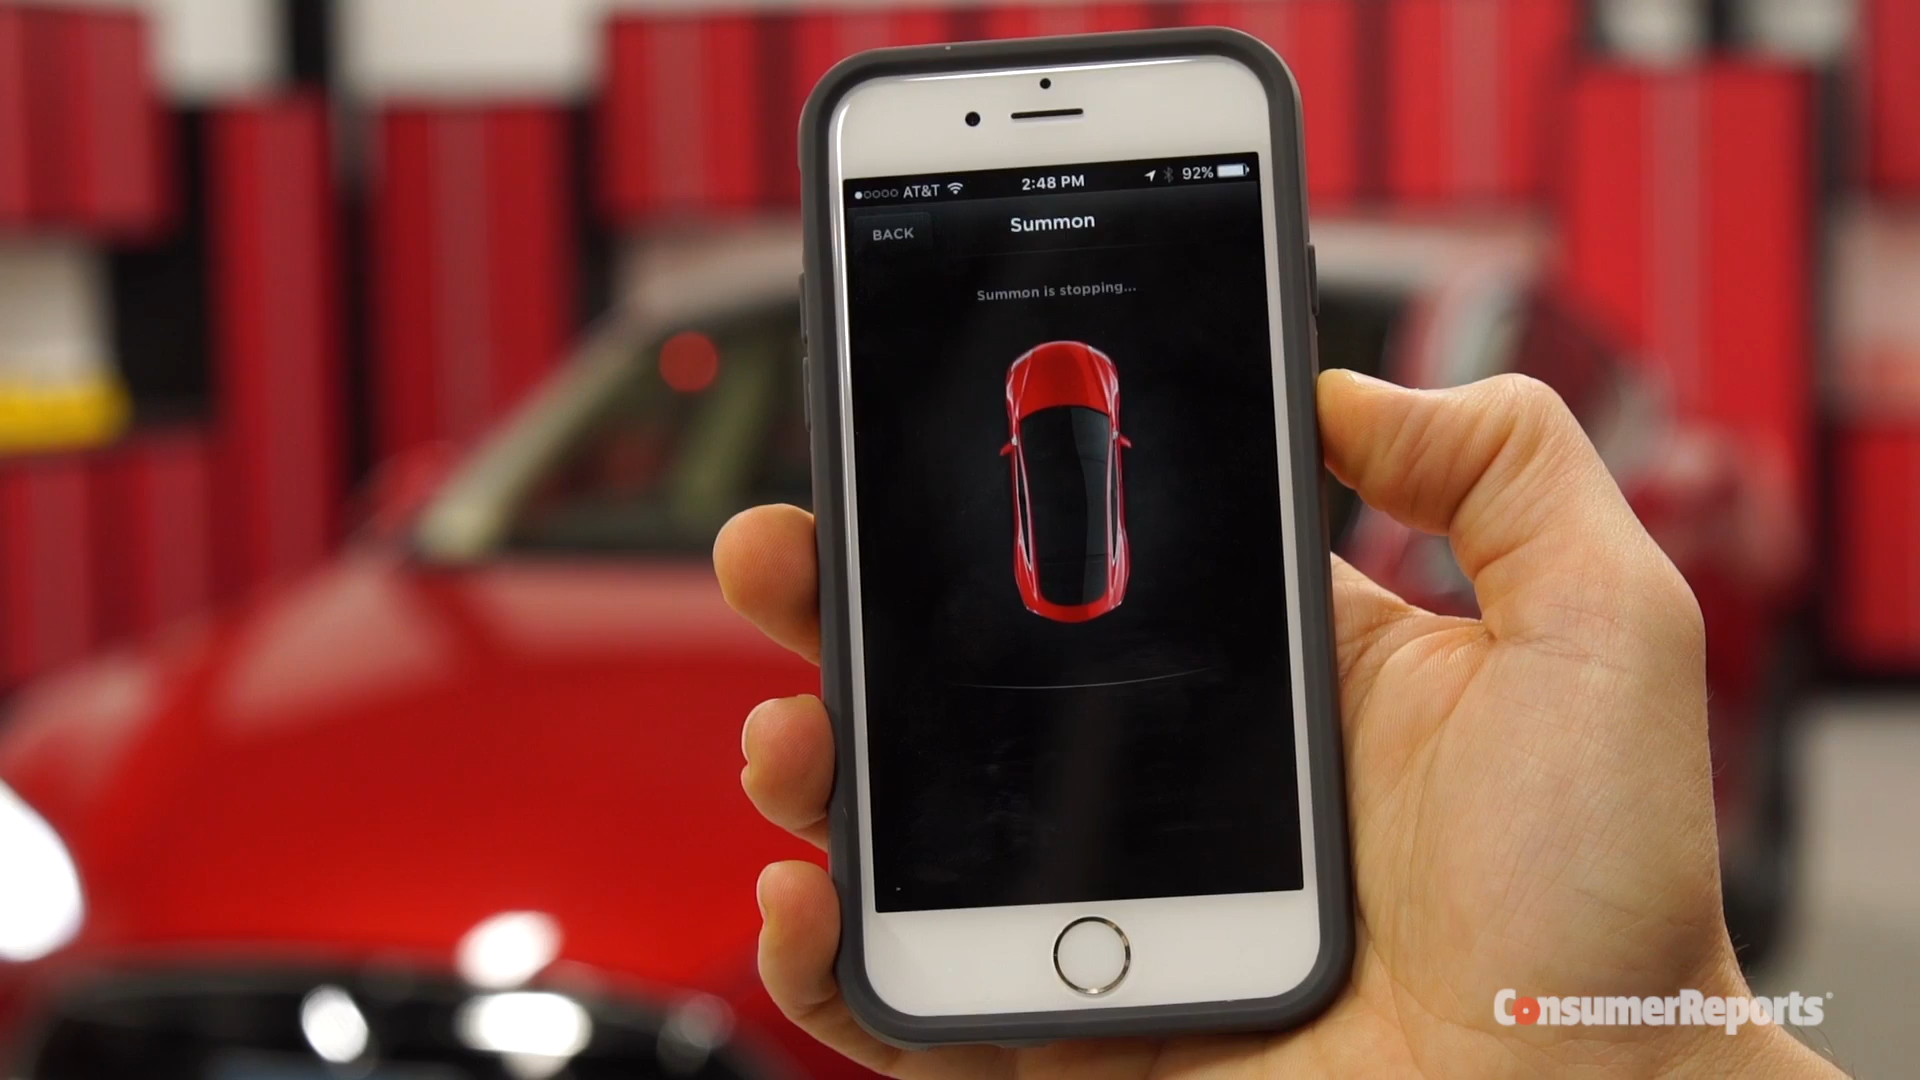 AT&T 2:48 PM 92%
BACK Summon
Summon is stopping...
ConsumerReports®